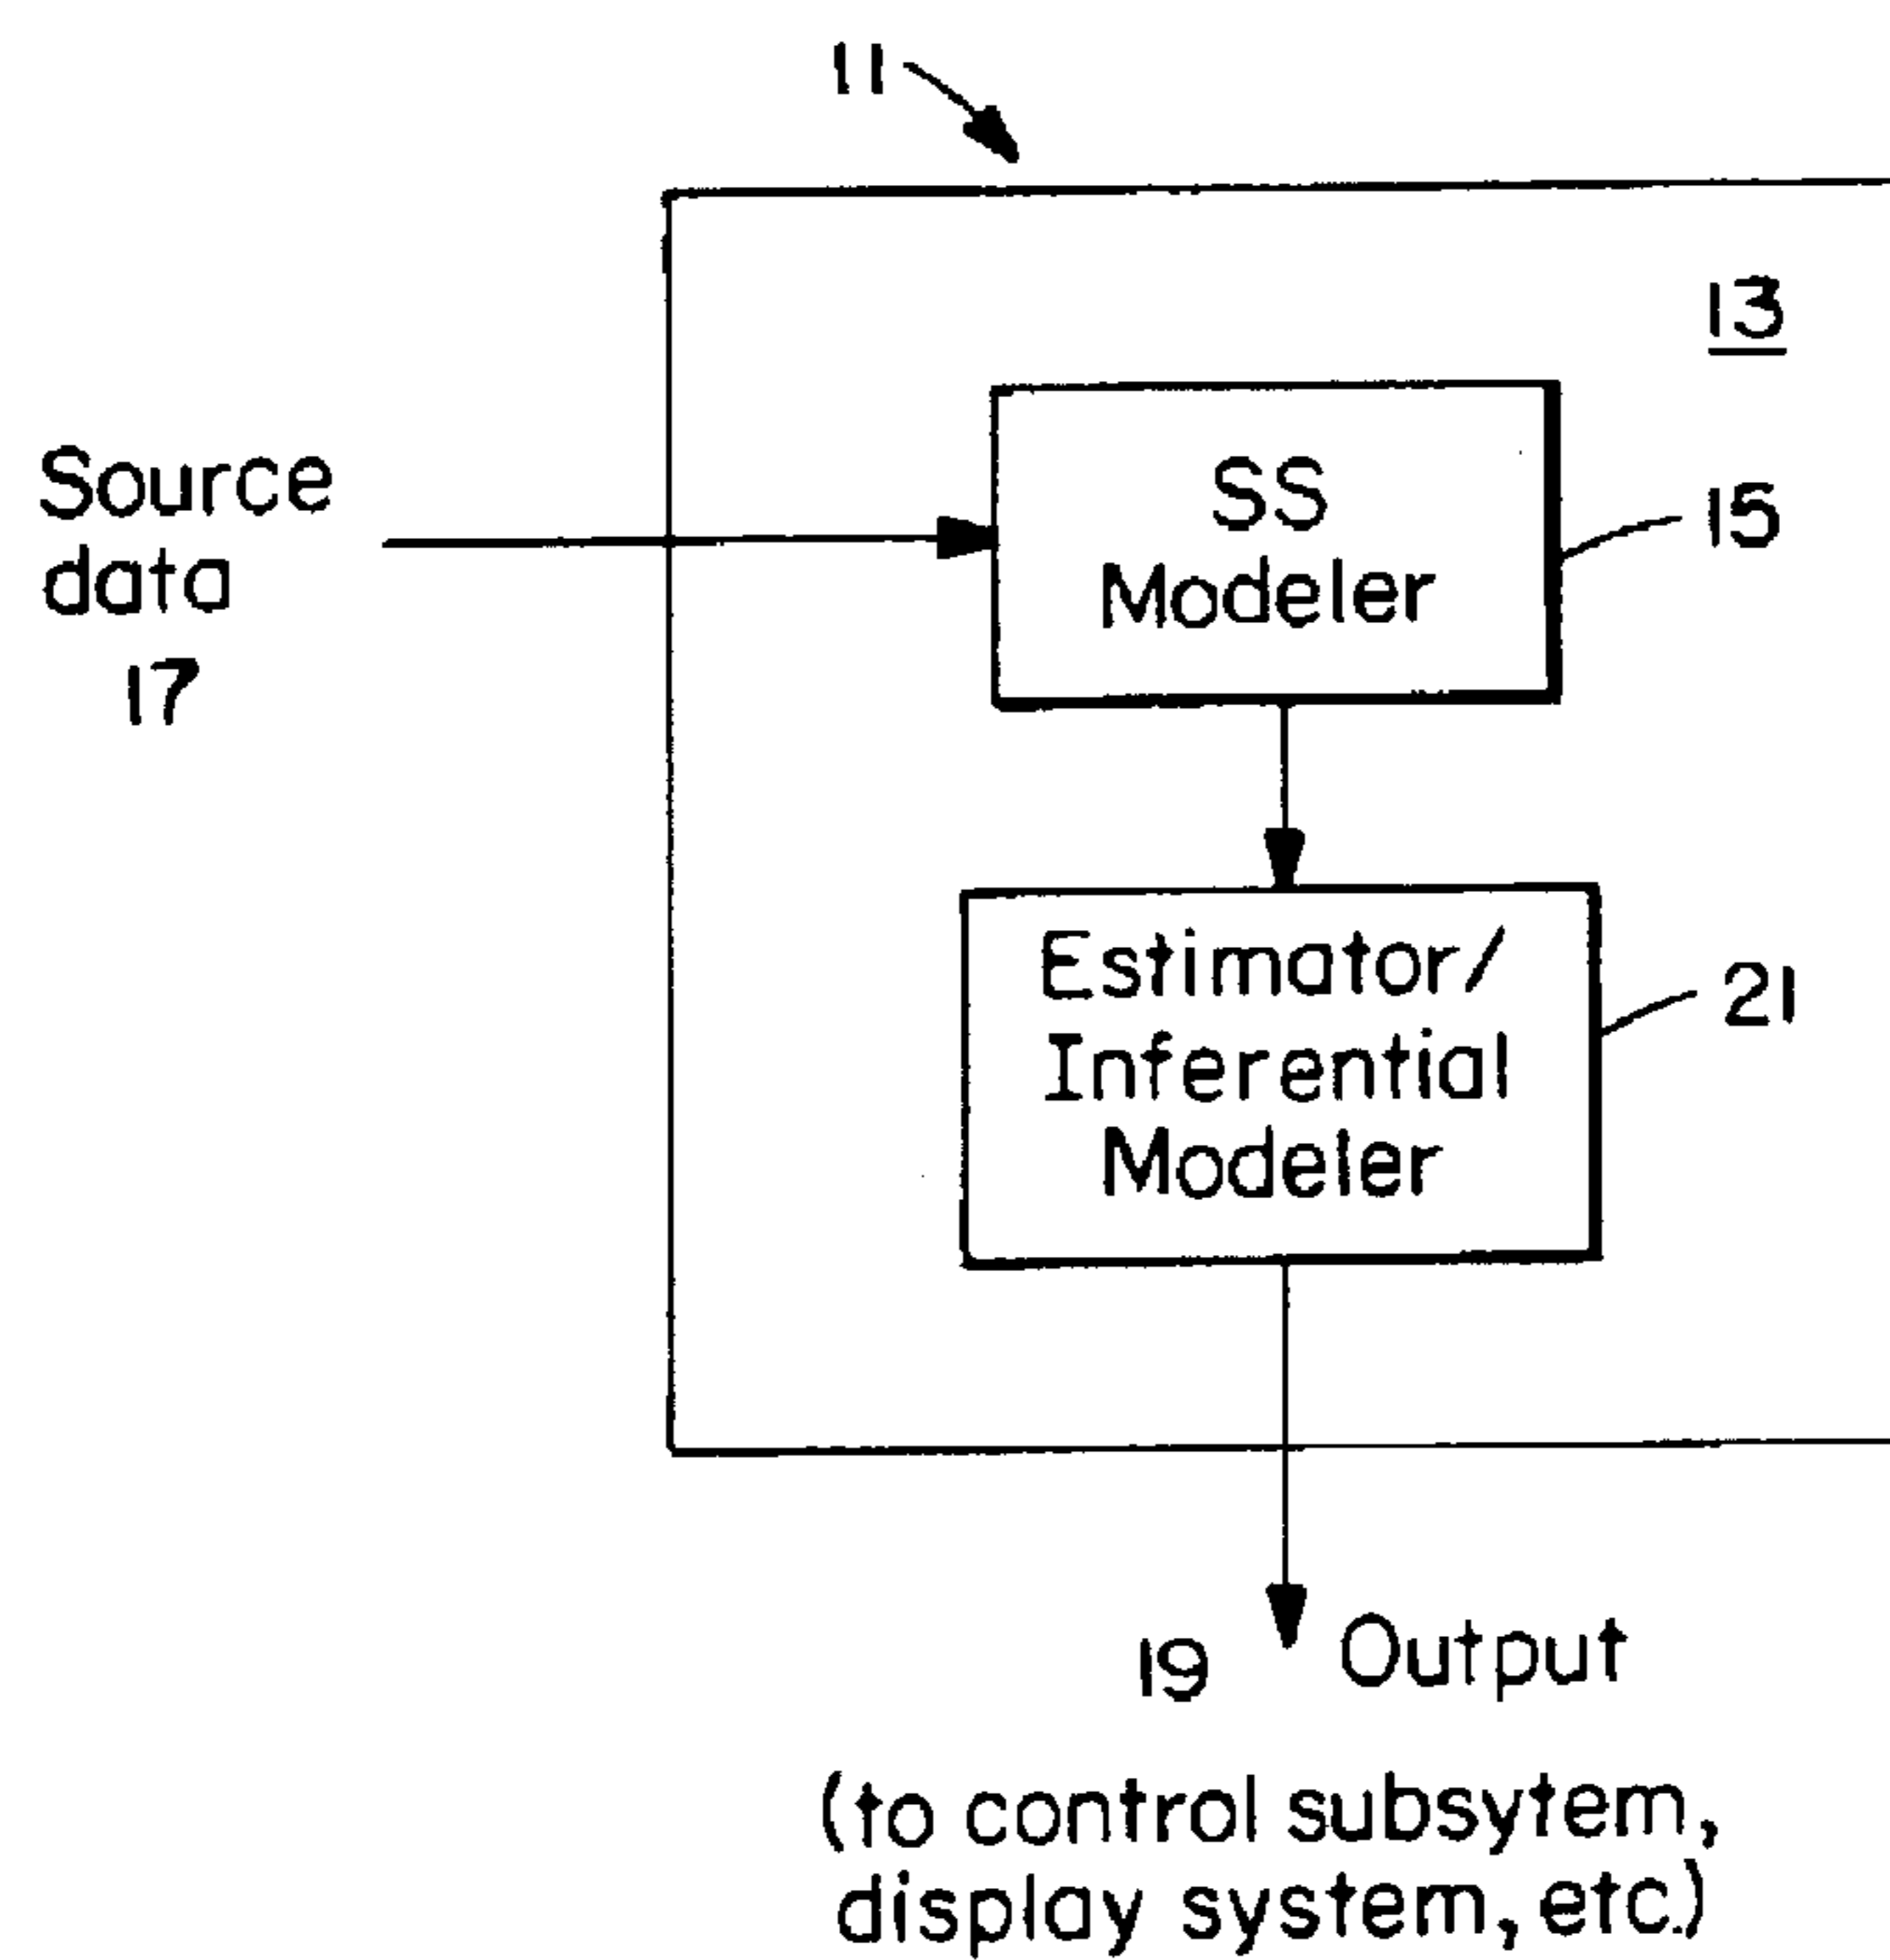 11
13
SS
Modeler
15
Source
data
17
Estimator/
Inferential
Modeler
21
19 Output
(to control subsytem,
display system, etc.)